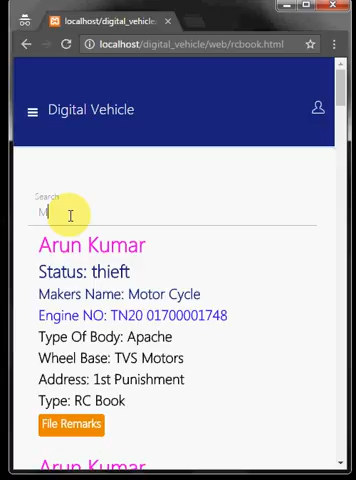 localhost/digital_vehicle
localhost/digital_vehicle/web/rcbook.html
Digital Vehicle
Search
M
Arun Kumar
Status: thieft
Makers Name: Motor Cycle
Engine NO: TN20 01700001748
Type Of Body: Apache
Wheel Base: TVS Motors
Address: 1st Punishment
Type: RC Book
File Remarks
Arun Kumar